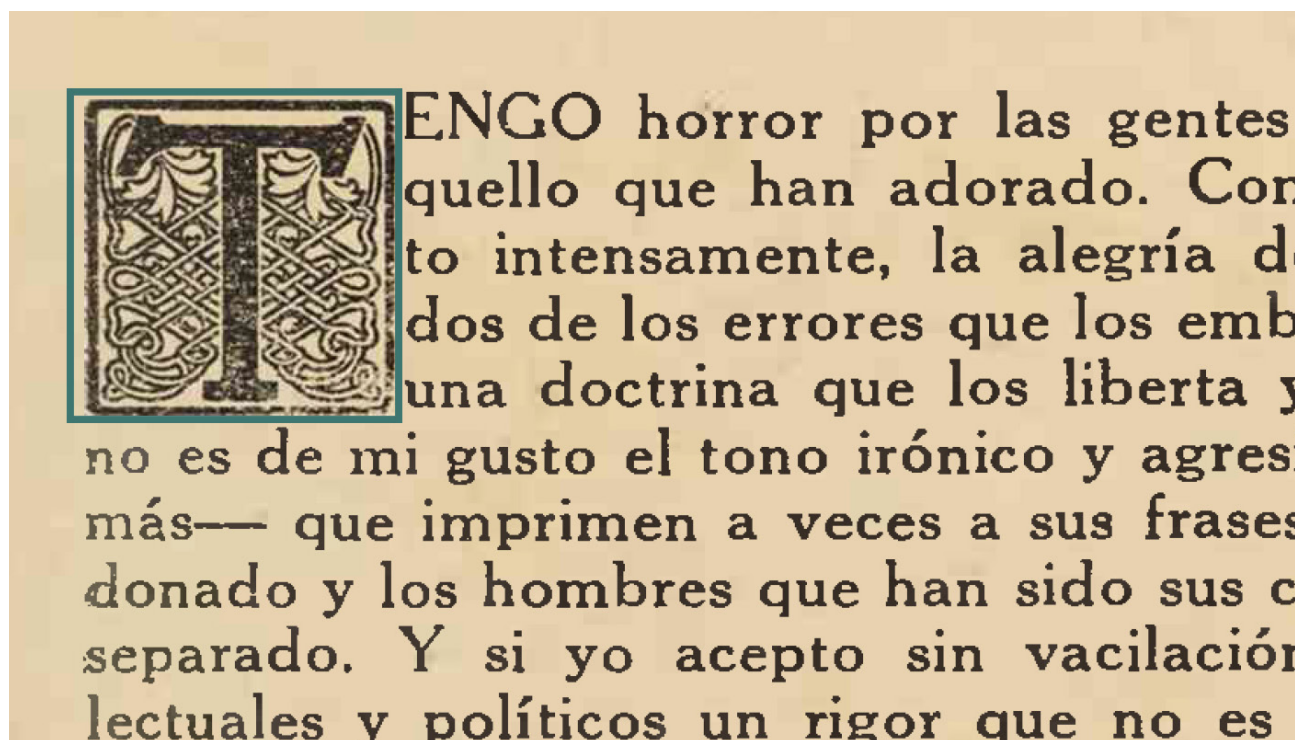 TENGO horror por las gentes
quello que han adorado. Con
to intensamente, la alegría de
dos de los errores que los emb
una doctrina que los liberta y
no es de mi gusto el tono irónico y agresi
más— que imprimen a veces a sus frases
donado y los hombres que han sido sus c
separado. Y si yo acepto sin vacilación
lectuales y políticos un rigor que no es